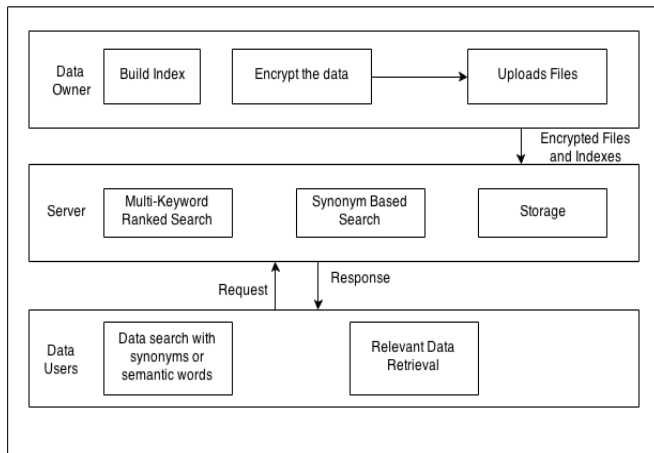 Data
Owner
Build Index
Encrypt the data
Uploads Files
Encrypted Files
and Indexes
Server
Multi-Keyword
Ranked Search
Synonym Based
Search
Storage
Request
Response
Data
Users
Data search with
synonyms or
semantic words
Relevant Data
Retrieval